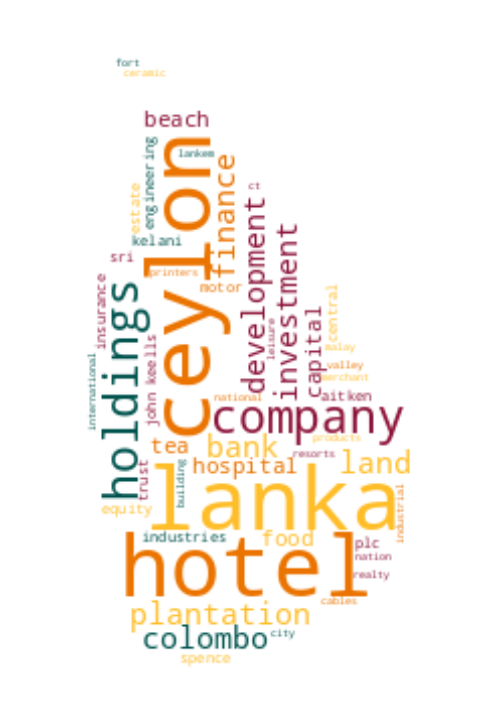 fort
ceramic
beach
engineering
lankem
ceylon
finance
ct
estate
kelani
sri
printers
motor
development
investment
insurance
holdings
leisure
central
capital
john keells
international
malay
valley
merchant
aitken
national
company
products
tea
bank
resorts
hospital
land
trust
building
lanka
equity
industrial
industries
food
plc
hotel
nation
realty
cables
plantation
colombo
city
spence